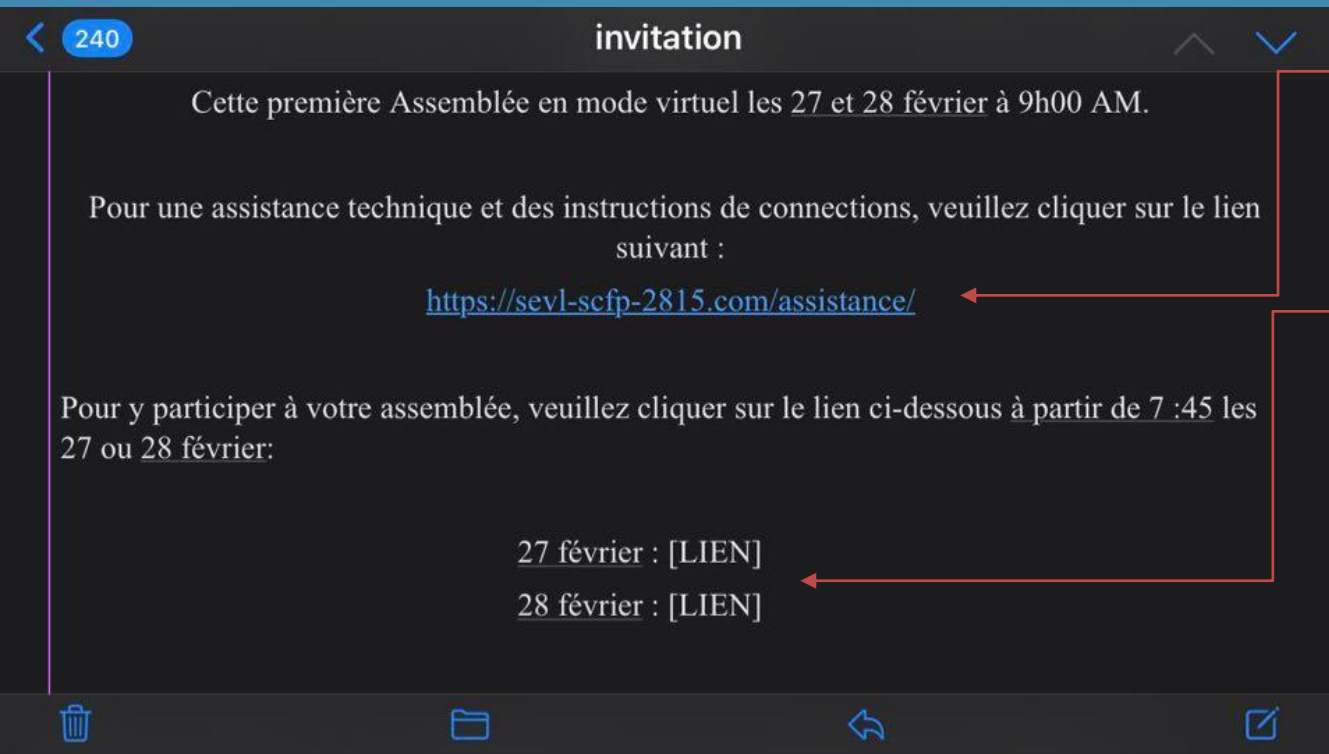 240
invitation
Cette première Assemblée en mode virtuel les 27 et 28 février à 9h00 AM.
Pour une assistance technique et des instructions de connections, veuillez cliquer sur le lien
suivant :
https://sevl-scfp-2815.com/assistance/
Pour y participer à votre assemblée, veuillez cliquer sur le lien ci-dessous à partir de 7 :45 les
27 ou 28 février:
27 février : [LIEN]
28 février : [LIEN]